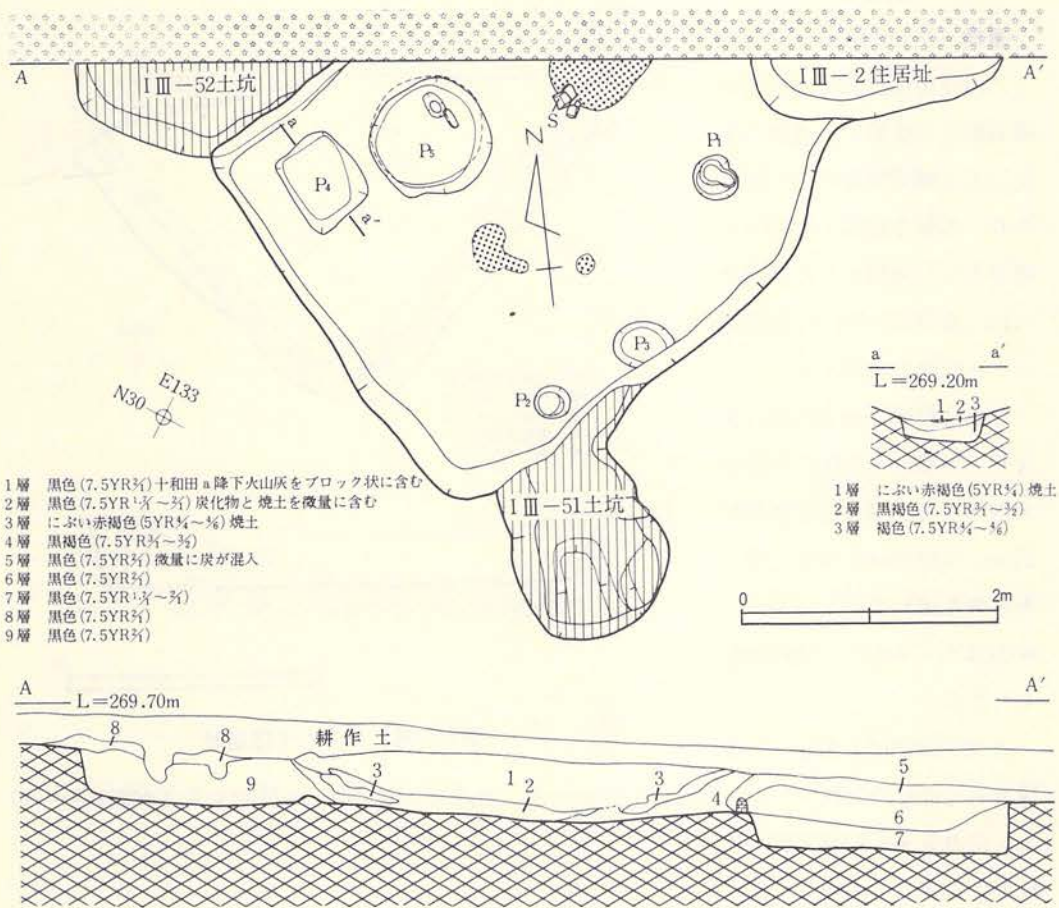 A
A′
IⅢ－52土坑
IⅢ－2住居址
S
a
P5
P1
P4
N
a′
P3
P2
E133
N30
IⅢ－51土坑
a　a′
L＝269.20m
1 2 3
1層　にぶい赤褐色(5YR4/4)焼土
2層　黒褐色(7.5YR3/1～3/2)
3層　褐色(7.5YR4/4～4/6)
0　2m
1層　黒色(7.5YR2/1)十和田a降下火山灰をブロック状に含む
2層　黒色(7.5YR1.7/1～2/1)炭化物と焼土を微量に含む
3層　にぶい赤褐色(5YR4/4～4/6)焼土
4層　黒褐色(7.5YR3/1～3/2)
5層　黒色(7.5YR2/1)微量に炭が混入
6層　黒色(7.5YR2/1)
7層　黒色(7.5YR1.7/1～2/1)
8層　黒色(7.5YR2/1)
9層　黒色(7.5YR2/1)
A　A′
L＝269.70m
耕作土
8
8
9
3
1
2
3
4
5
6
7